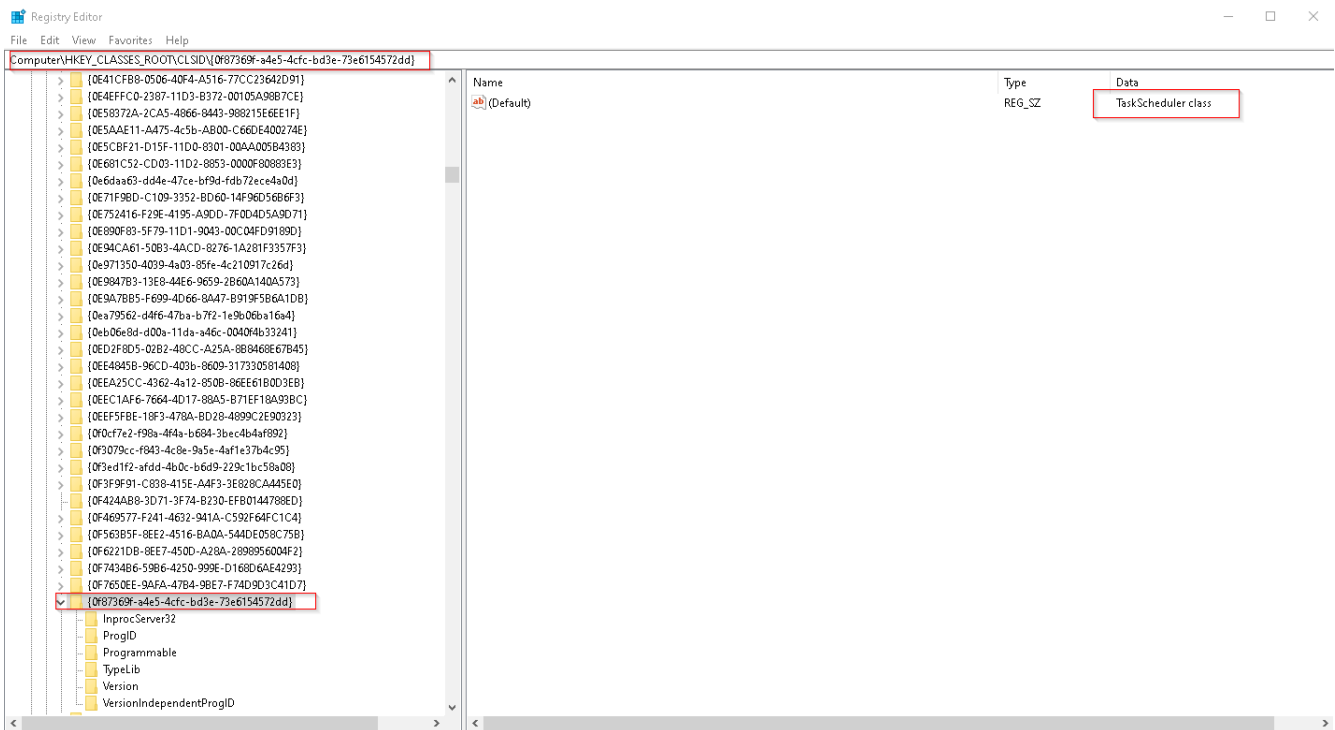 Registry Editor
File Edit View Favorites Help
Computer\HKEY_CLASSES_ROOT\CLSID\{0f87369f-a4e5-4cfc-bd3e-73e6154572dd}
{0E41CFB8-0506-40F4-A516-77CC23642D91}
{0E4EFFC0-2387-11D3-B372-00105A98B7CE}
{0E58372A-2CA5-4866-8443-988215E6EE1F}
{0E5AAE11-A475-4c5b-AB00-C66DE400274E}
{0E5CBF21-D15F-11D0-8301-00AA005B4383}
{0E681C52-CD03-11D2-8853-0000F80883E3}
{0e6daa63-dd4e-47ce-bf9d-fdb72ece4a0d}
{0E71F9BD-C109-3352-BD60-14F96D56B6F3}
{0E752416-F29E-4195-A9DD-7F0D4D5A9D71}
{0E890F83-5F79-11D1-9043-00C04FD9189D}
{0E94CA61-50B3-4ACD-8276-1A281F3357F3}
{0e971350-4039-4a03-85fe-4c210917c26d}
{0E9847B3-13E8-44E6-9659-2B60A140A573}
{0E9A7BB5-F699-4D66-8A47-B919F5B6A1DB}
{0ea79562-d4f6-47ba-b7f2-1e9b06ba16a4}
{0eb06e8d-d00a-11da-a46c-0040f4b33241}
{0ED2F8D5-02B2-48CC-A25A-8B8468E67B45}
{0EE4845B-96CD-403b-8609-317330581408}
{0EEA25CC-4362-4a12-850B-86EE61B0D3EB}
{0EEC1AF6-7664-4D17-88A5-B71EF18A93BC}
{0EEF5FBE-18F3-478A-BD28-4899C2E90323}
{0f0cf7e2-f98a-4f4a-b684-3bec4b4af892}
{0f3079cc-f843-4c8e-9a5e-4af1e37b4c95}
{0f3ed1f2-afdd-4b0c-b6d9-229c1bc58a08}
{0F3F9F91-C838-415E-A4F3-3E828CA445E0}
{0F424AB8-3D71-3F74-B230-EFB0144788ED}
{0F469577-F241-4632-941A-C592F64FC1C4}
{0F563B5F-8EE2-4516-BA0A-544DE058C75B}
{0F6221DB-8EE7-450D-A28A-2898956004F2}
{0F7434B6-59B6-4250-999E-D168D6AE4293}
{0F7650EE-9AFA-47B4-9BE7-F74D9D3C41D7}
{0f87369f-a4e5-4cfc-bd3e-73e6154572dd}
InprocServer32
ProgID
Programmable
TypeLib
Version
VersionIndependentProgID
Name Type Data
(Default) REG_SZ TaskScheduler class